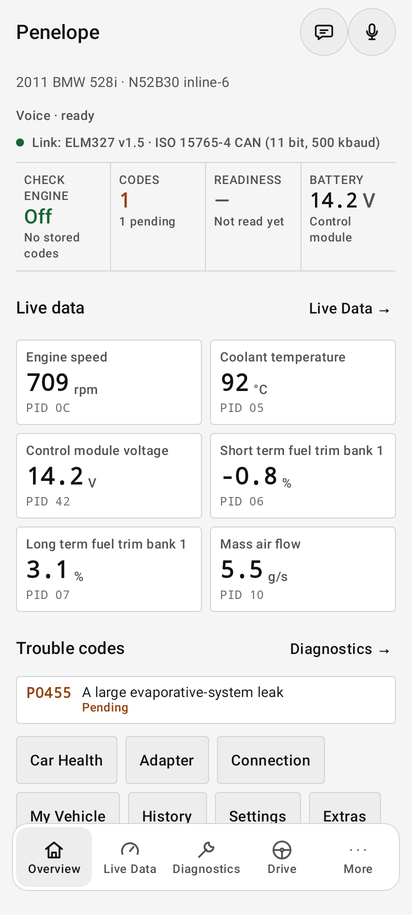 Penelope
2011 BMW 528i · N52B30 inline-6
Voice · ready
Link: ELM327 v1.5 · ISO 15765-4 CAN (11 bit, 500 kbaud)
CHECK ENGINE
Off
No stored codes
CODES
1
1 pending
READINESS
—
Not read yet
BATTERY
14.2 V
Control module
Live data
Live Data →
Engine speed
709 rpm
PID 0C
Coolant temperature
92 °C
PID 05
Control module voltage
14.2 V
PID 42
Short term fuel trim bank 1
-0.8 %
PID 06
Long term fuel trim bank 1
3.1 %
PID 07
Mass air flow
5.5 g/s
PID 10
Trouble codes
Diagnostics →
P0455 A large evaporative-system leak
Pending
Car Health
Adapter
Connection
My Vehicle
History
Settings
Extras
Overview
Live Data
Diagnostics
Drive
More